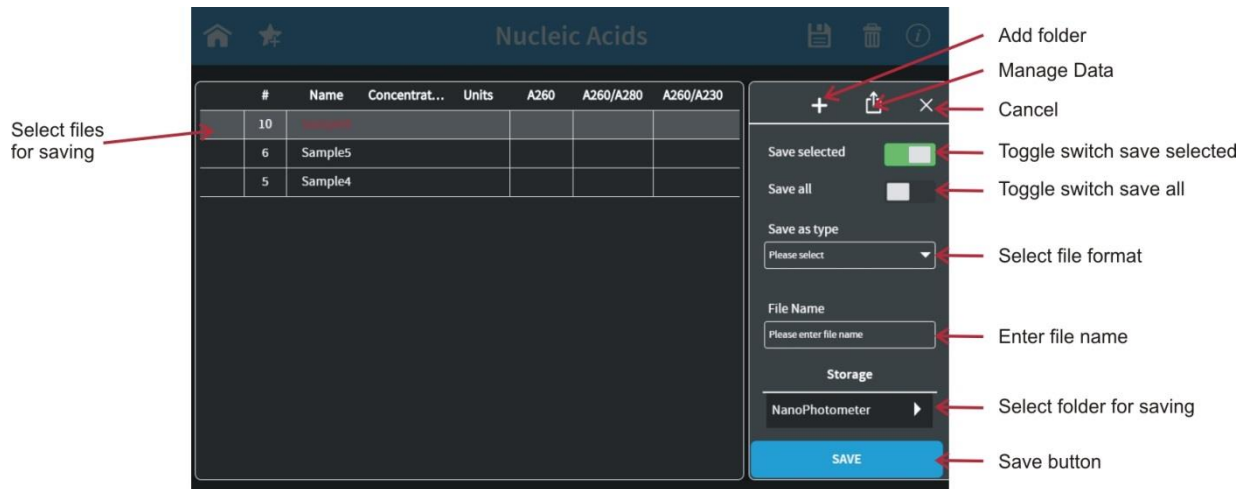 Nucleic Acids
Add folder
Manage Data
Cancel
# Name Concentrat... Units A260 A260/A280 A260/A230
Select files
for saving
10
6 Sample5
5 Sample4
Save selected
Toggle switch save selected
Save all
Toggle switch save all
Save as type
Please select
Select file format
File Name
Please enter file name
Enter file name
Storage
NanoPhotometer
Select folder for saving
SAVE
Save button